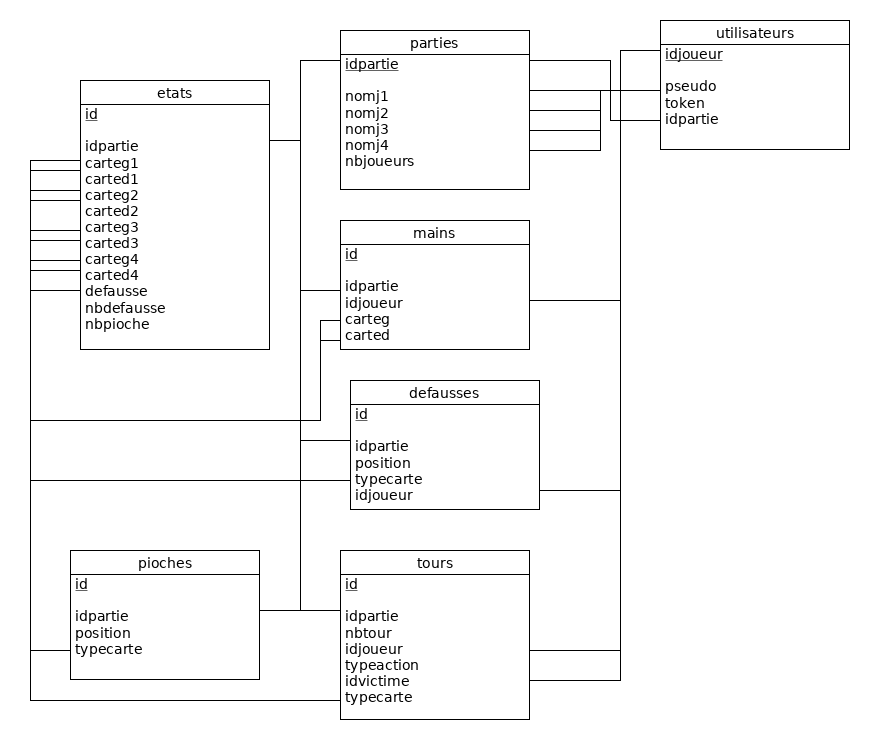 etats
id
idpartie
carteg1
carted1
carteg2
carted2
carteg3
carted3
carteg4
carted4
defausse
nbdefausse
nbpioche
parties
idpartie
nomj1
nomj2
nomj3
nomj4
nbjoueurs
utilisateurs
idjoueur
pseudo
token
idpartie
mains
id
idpartie
idjoueur
carteg
carted
defausses
id
idpartie
position
typecarte
idjoueur
pioches
id
idpartie
position
typecarte
tours
id
idpartie
nbtour
idjoueur
typeaction
idvictime
typecarte